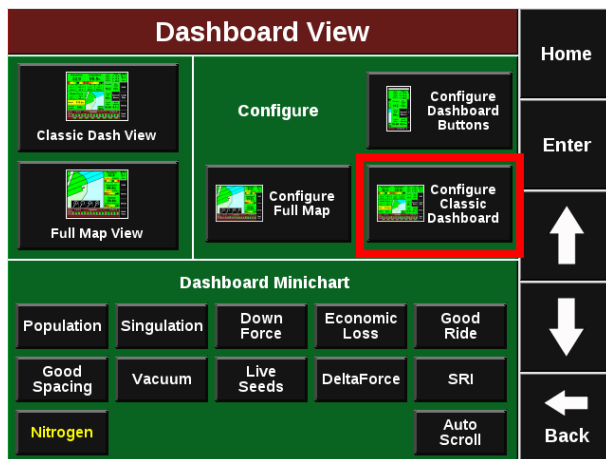 Dashboard View
Home
Classic Dash View
Configure
Configure
Dashboard
Buttons
Enter
Full Map View
Configure
Full Map
Configure
Classic
Dashboard
Dashboard Minichart
Population
Singulation
Down
Force
Economic
Loss
Good
Ride
Good
Spacing
Vacuum
Live
Seeds
DeltaForce
SRI
Nitrogen
Auto
Scroll
Back